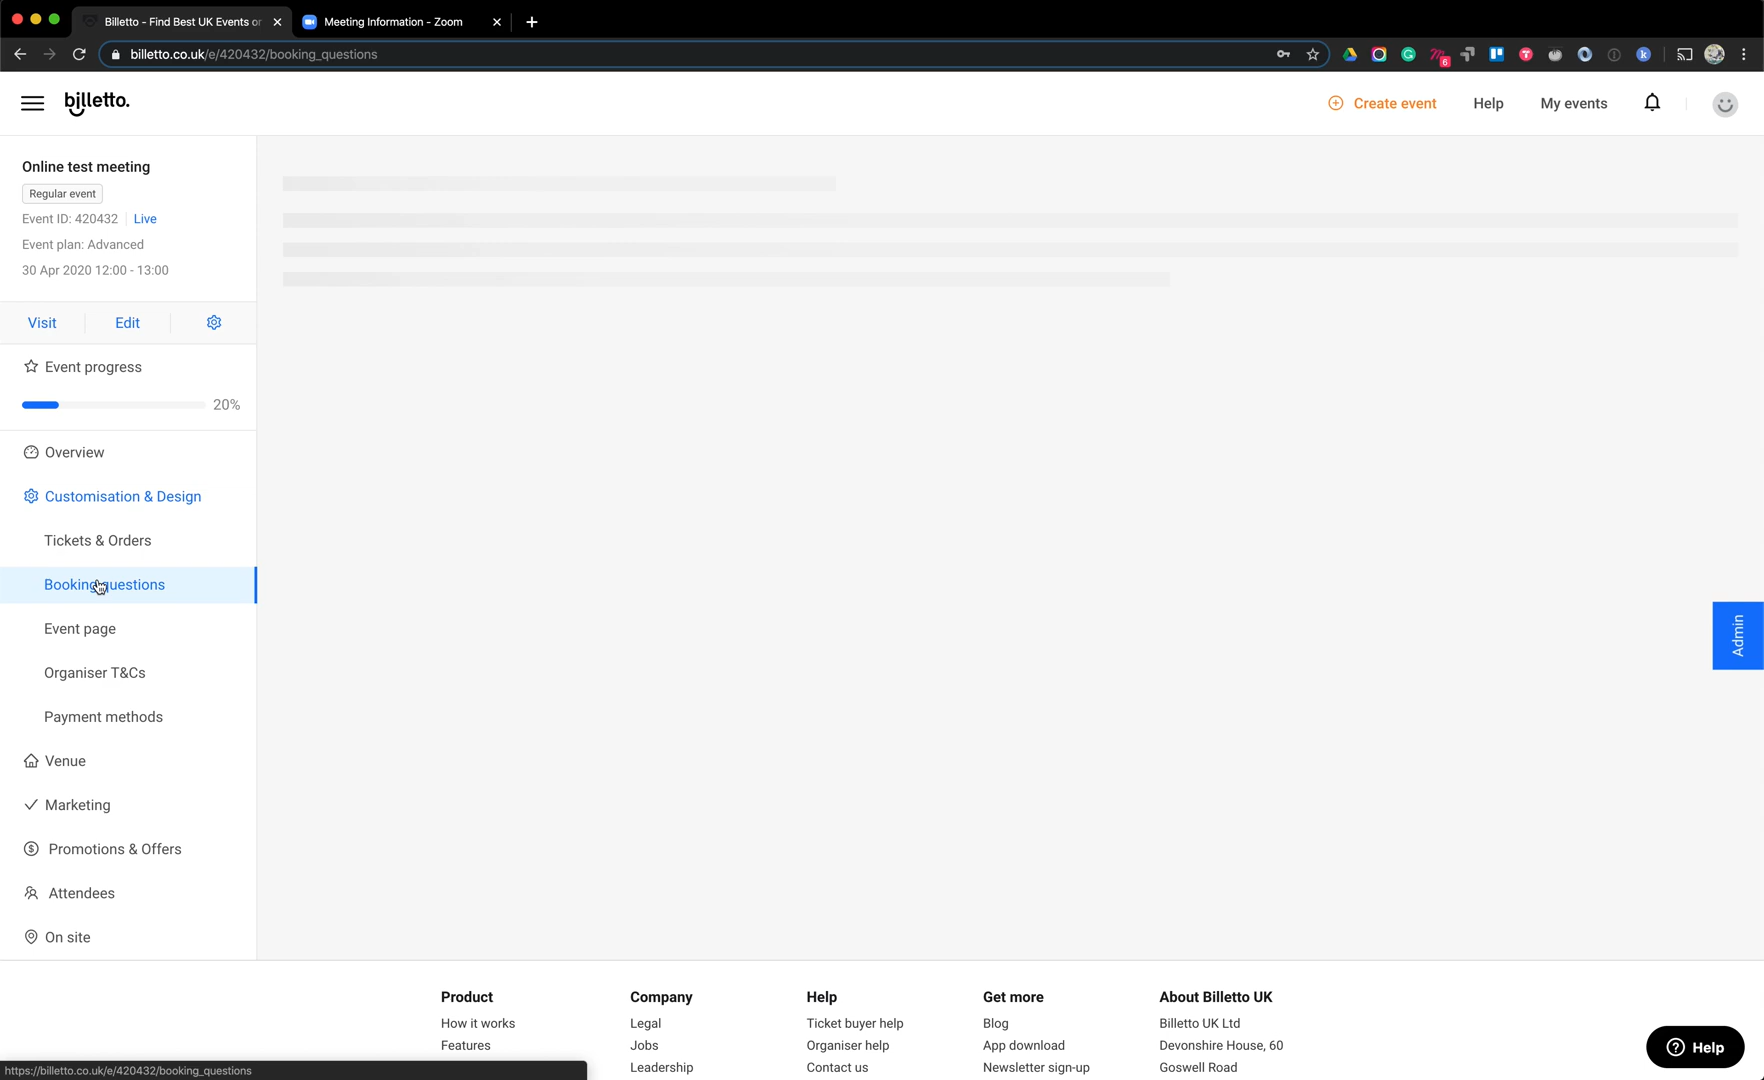 Billetto - Find Best UK Events or
Meeting Information - Zoom
billetto.co.uk/e/420432/booking_questions
6
k
billetto.
Create event
Help
My events
Online test meeting
Regular event
Event ID: 420432
Live
Event plan: Advanced
30 Apr 2020 12:00 - 13:00
Visit
Edit
Event progress
20%
Overview
Customisation & Design
Tickets & Orders
Booking questions
Event page
Organiser T&Cs
Payment methods
Venue
Marketing
Promotions & Offers
Attendees
On site
Admin
Product
How it works
Features
Company
Legal
Jobs
Leadership
Help
Ticket buyer help
Organiser help
Contact us
Get more
Blog
App download
Newsletter sign-up
About Billetto UK
Billetto UK Ltd
Devonshire House, 60
Goswell Road
Help
https://billetto.co.uk/e/420432/booking_questions